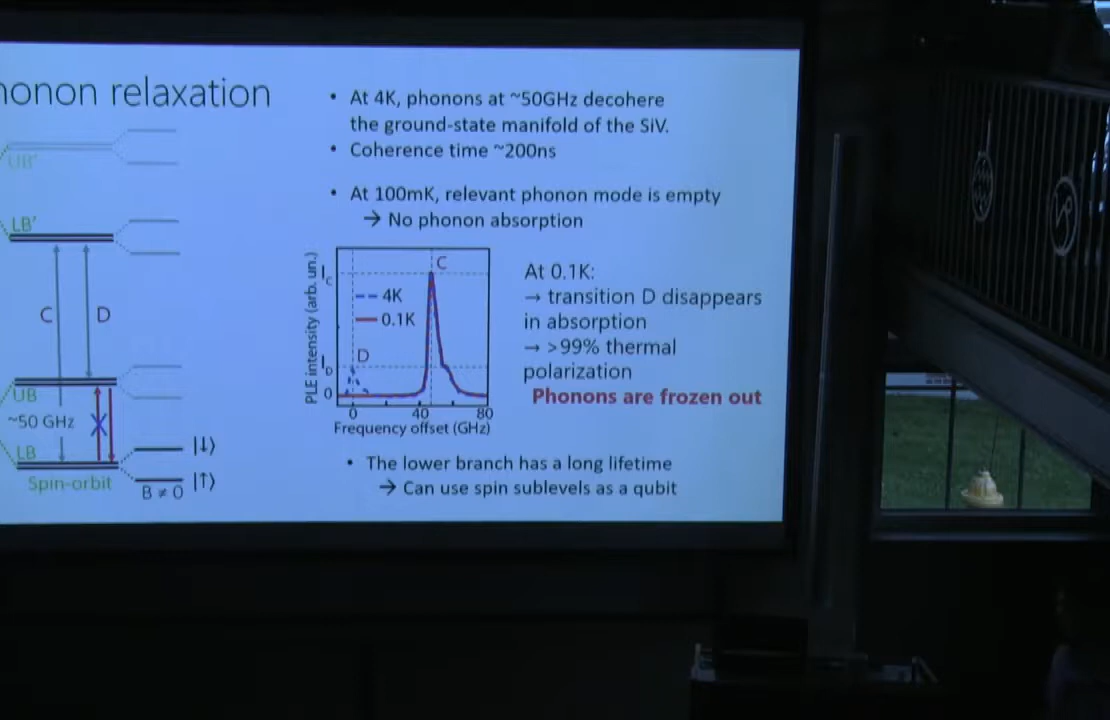 relaxation
• At 4K, phonons at ~50GHz decohere
the ground-state manifold of the SiV.
• Coherence time ~200ns
• At 100mK, relevant phonon mode is empty
→ No phonon absorption
UB'
LB'
C
D
UB
~50 GHz
LB
Spin-orbit
B ≠ 0
|↓⟩
|↑⟩
PLE intensity (arb. un.)
I_C
I_D
0
4K
0.1K
C
D
0
40
80
Frequency offset (GHz)
At 0.1K:
→ transition D disappears
in absorption
→ >99% thermal
polarization
Phonons are frozen out
• The lower branch has a long lifetime
→ Can use spin sublevels as a qubit